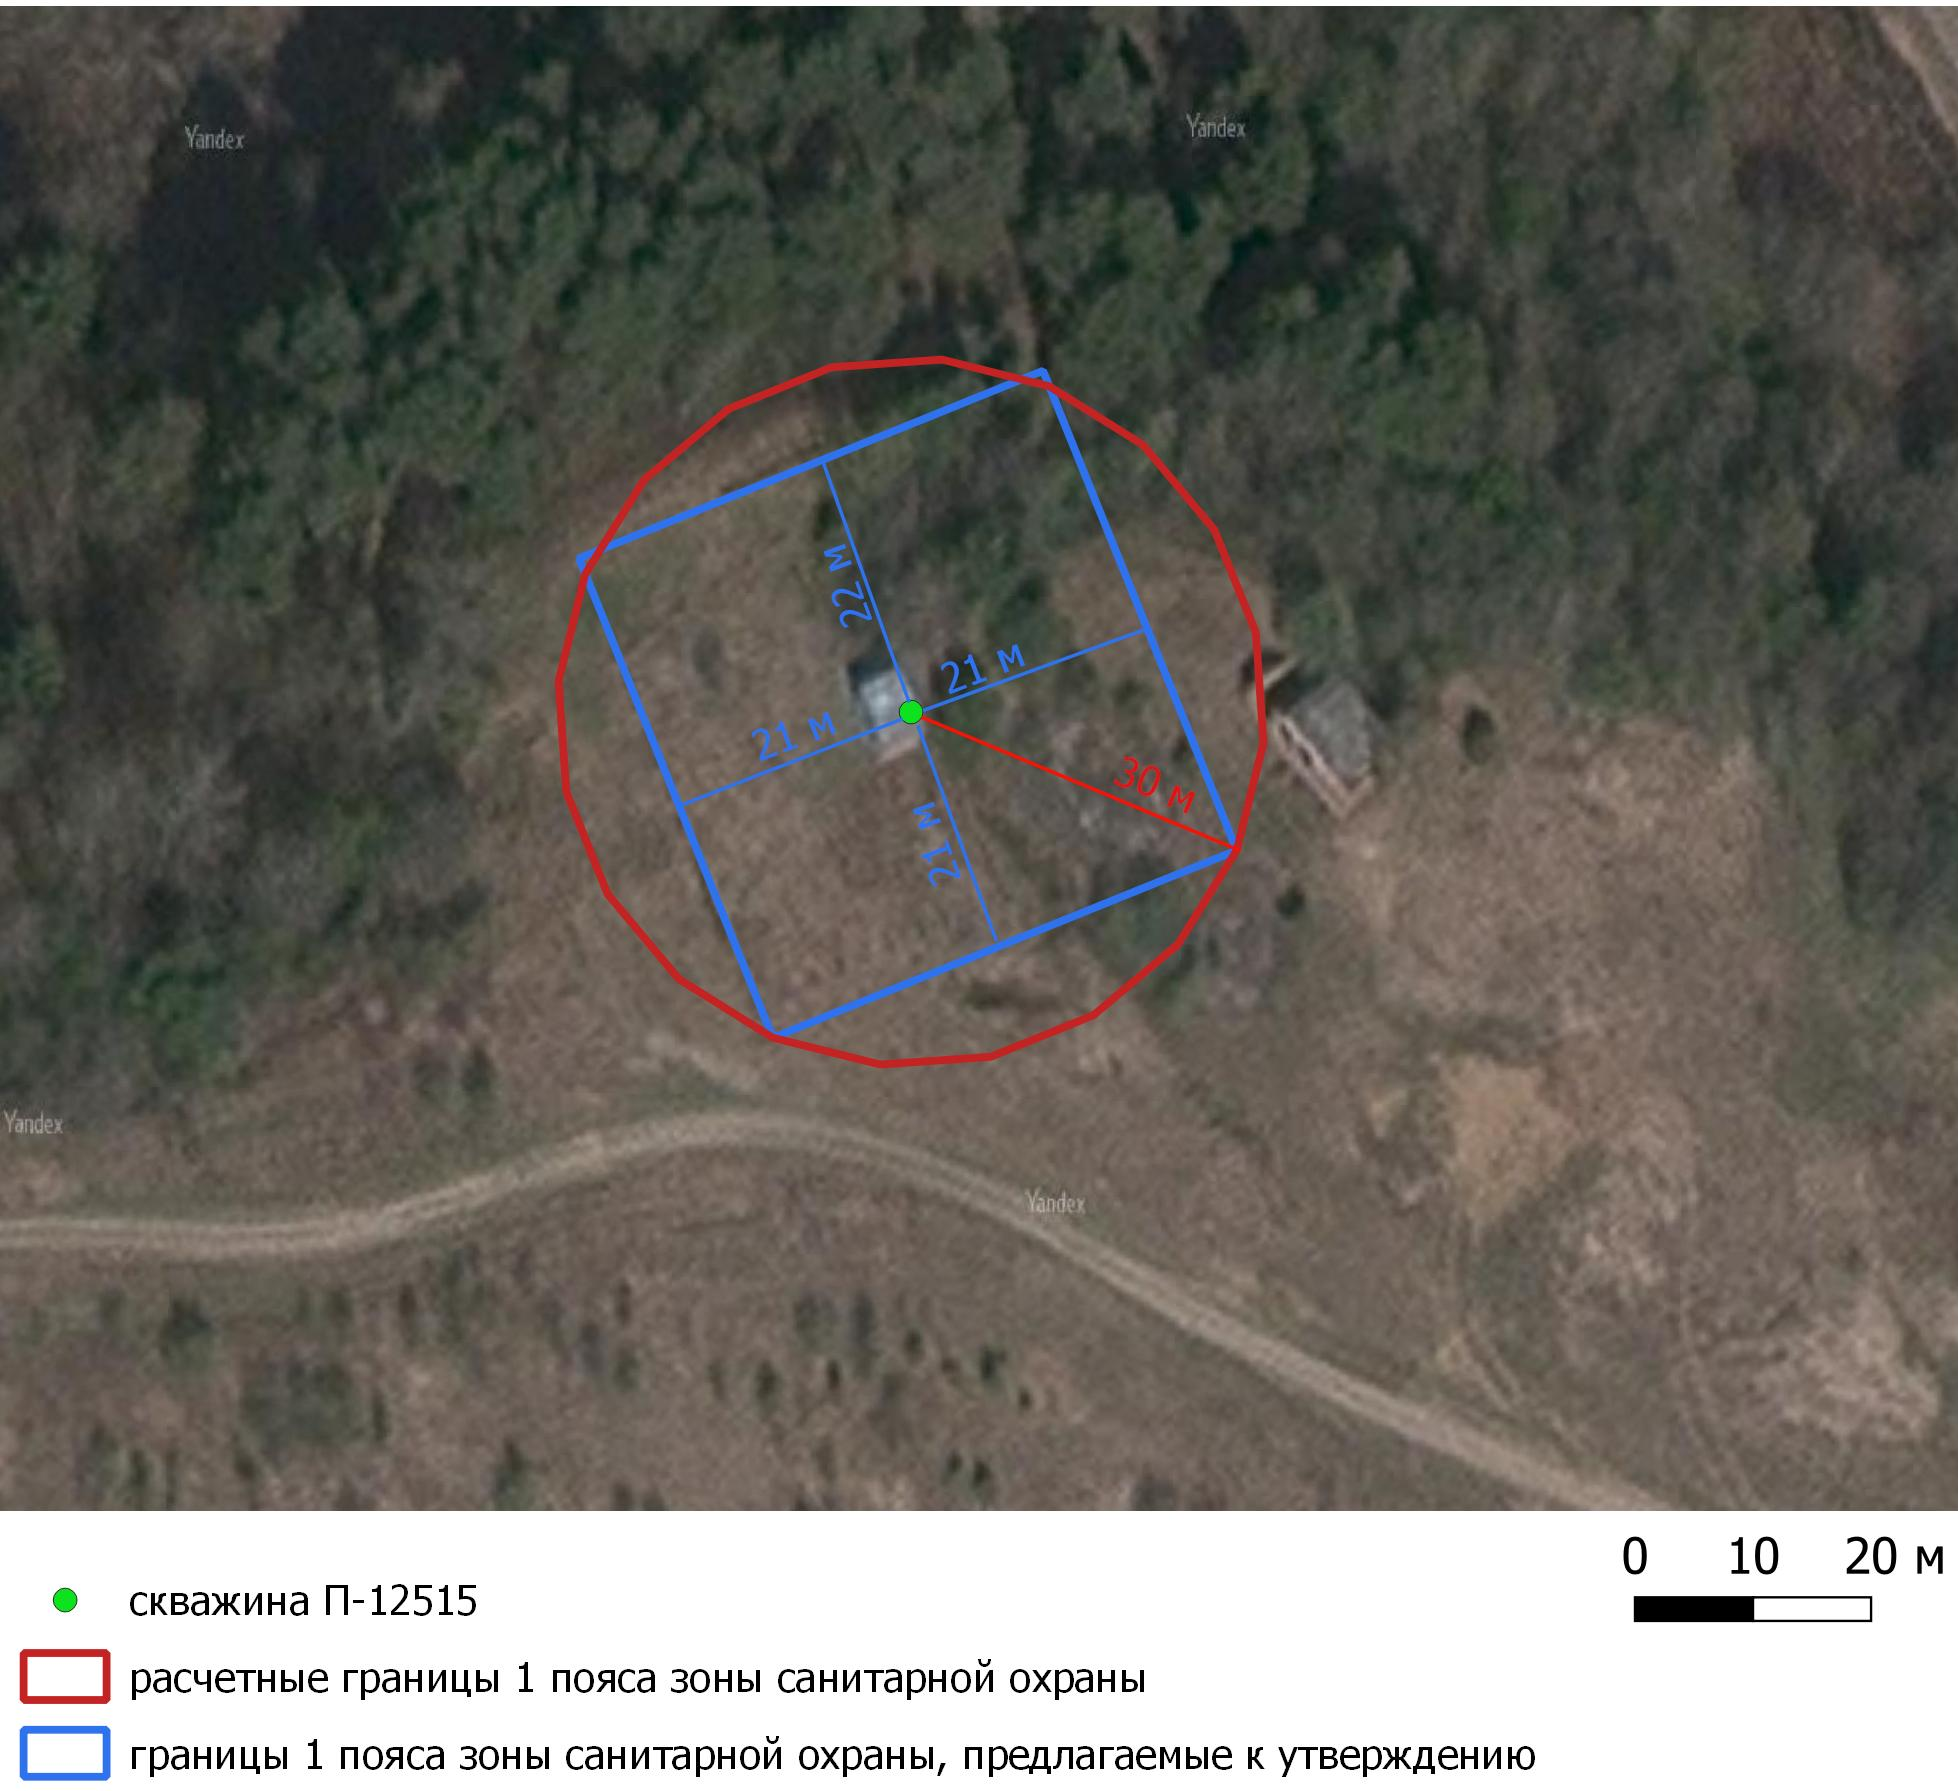 Yandex
Yandex
22 м
21 м
21 м
30 м
21 м
Yandex
Yandex
0 10 20 м
скважина П-12515
расчетные границы 1 пояса зоны санитарной охраны
границы 1 пояса зоны санитарной охраны, предлагаемые к утверждению